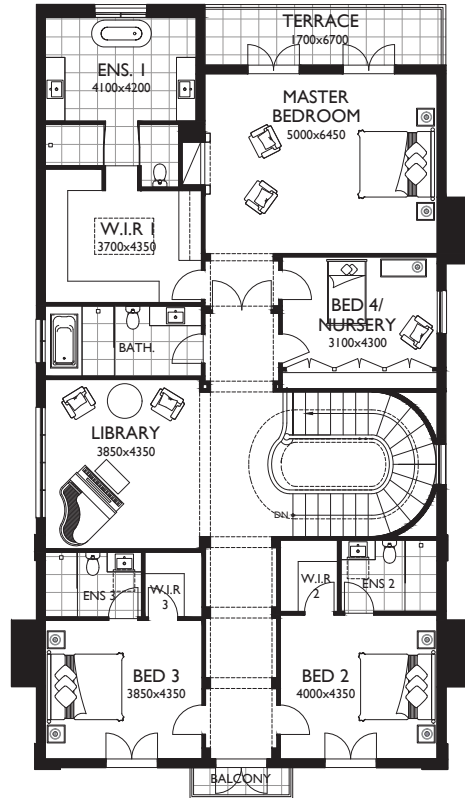 TERRACE
1700x6700
ENS. 1
4100x4200
MASTER
BEDROOM
5000x6450
W.I.R 1
3700x4350
BED 4/
NURSERY
3100x4300
BATH.
LIBRARY
3850x4350
DN.
ENS 3
W.I.R
3
W.I.R
2
ENS 2
BED 3
3850x4350
BED 2
4000x4350
BALCONY